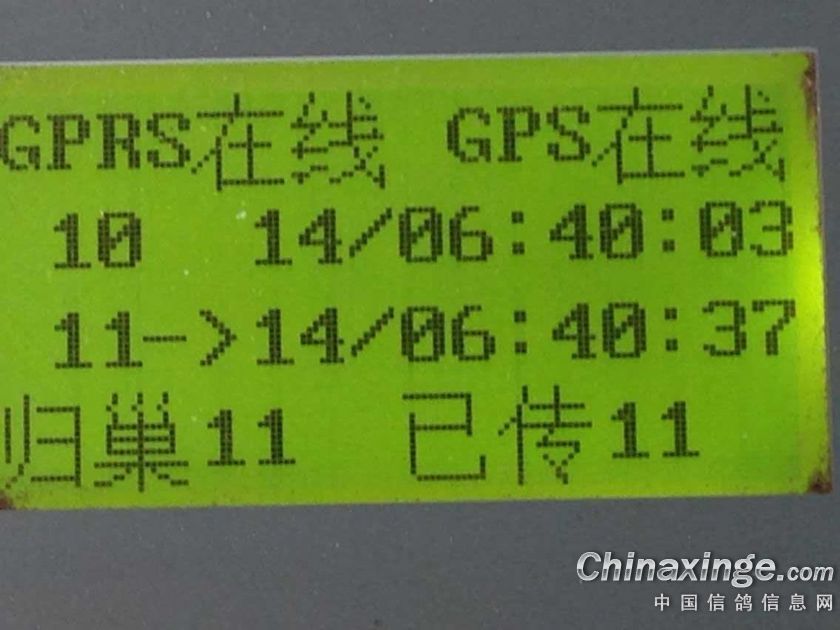 GPRS在线 GPS在线
10 14/06:40:03
11->14/06:40:37
归巢11 已传11
Chinaxinge.com
中国信鸽信息网